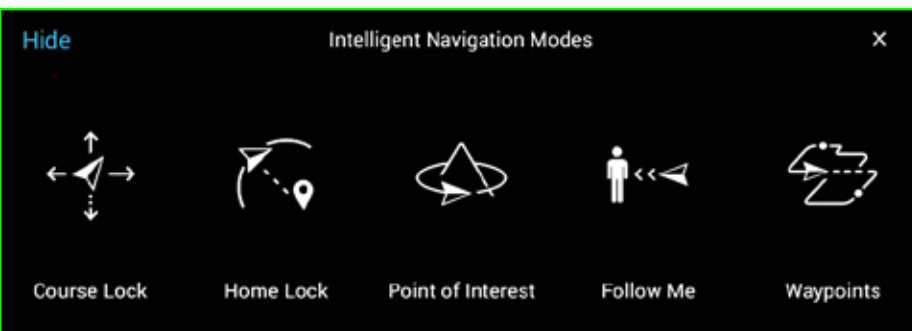 Hide Intelligent Navigation Modes X
Course Lock Home Lock Point of Interest Follow Me Waypoints